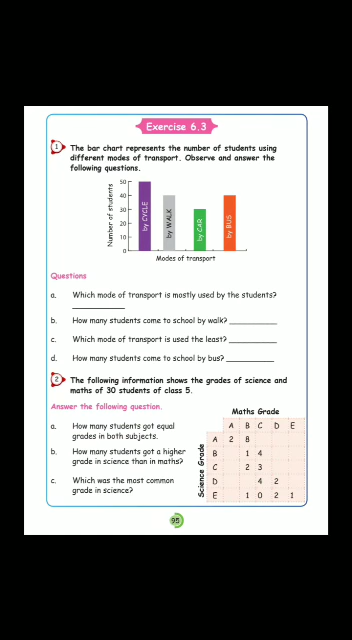 Exercise 6.3
1 The bar chart represents the number of students using
different modes of transport. Observe and answer the
following questions.
Number of students
50
40
30
20
10
0
by CYCLE
by WALK
by CAR
by BUS
Modes of transport
Questions
a. Which mode of transport is mostly used by the students?
b. How many students come to school by walk?
c. Which mode of transport is used the least?
d. How many students come to school by bus?
2 The following information shows the grades of science and
maths of 30 students of class 5.
Answer the following question.
a. How many students got equal
grades in both subjects.
b. How many students got a higher
grade in science than in maths?
c. Which was the most common
grade in science?
Maths Grade
Science Grade
A B C D E
A 2 8
B 1 4
C 2 3
D 4 2
E 1 0 2 1
95